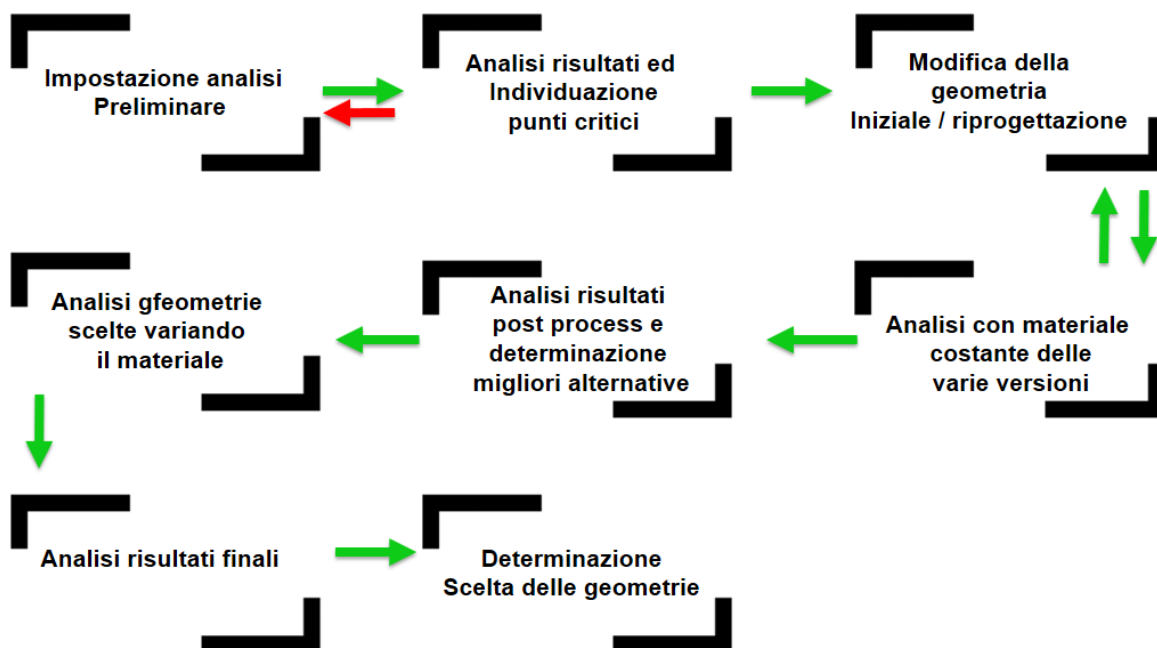 Impostazione analisi
Preliminare
Analisi risultati ed
Individuazione
punti critici
Modifica della
geometria
Iniziale / riprogettazione
Analisi gfeometrie
scelte variando
il materiale
Analisi risultati
post process e
determinazione
migliori alternative
Analisi con materiale
costante delle
varie versioni
Analisi risultati finali
Determinazione
Scelta delle geometrie